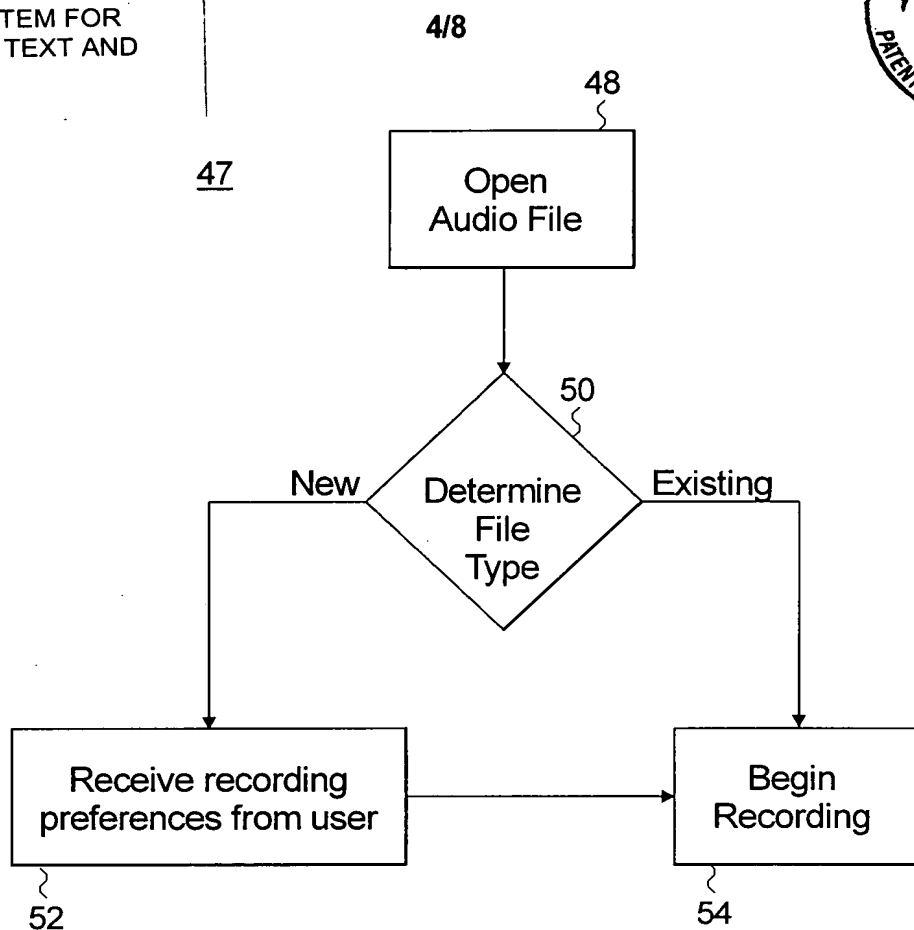 TEM FOR
TEXT AND
4/8
48
47
Open
Audio File
50
New
Existing
Determine
File
Type
Receive recording
preferences from user
Begin
Recording
52
54